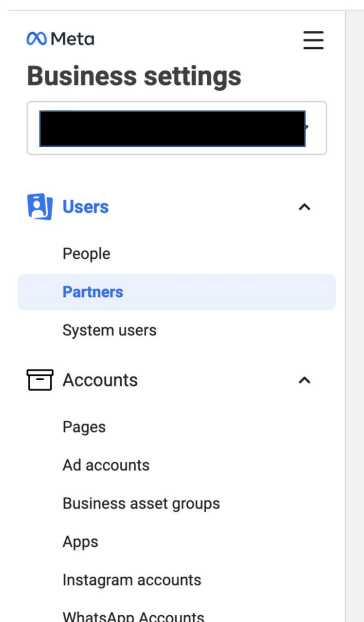 Meta
Business settings
Users
People
Partners
System users
Accounts
Pages
Ad accounts
Business asset groups
Apps
Instagram accounts
WhatsApp Accounts